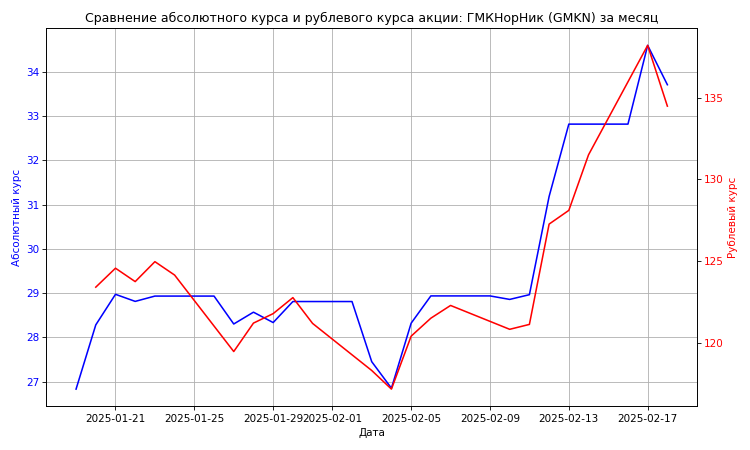 Сравнение абсолютного курса и рублевого курса акции: ГМКНорНик (GMKN) за месяц
34
33
32
31
30
29
28
27
Абсолютный курс
135
130
125
120
Рублевый курс
2025-01-21 2025-01-25 2025-01-29 2025-02-01 2025-02-05 2025-02-09 2025-02-13 2025-02-17
Дата